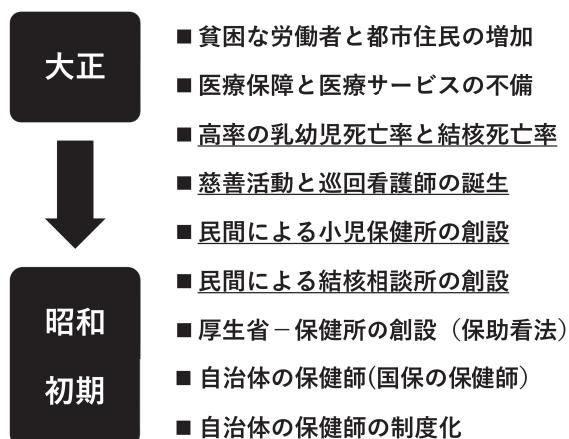 大正
■ 貧困な労働者と都市住民の増加
■ 医療保障と医療サービスの不備
■ 高率の乳幼児死亡率と結核死亡率
■ 慈善活動と巡回看護師の誕生
■ 民間による小児保健所の創設
■ 民間による結核相談所の創設
昭和
初期
■ 厚生省－保健所の創設（保助看法）
■ 自治体の保健師(国保の保健師）
■ 自治体の保健師の制度化